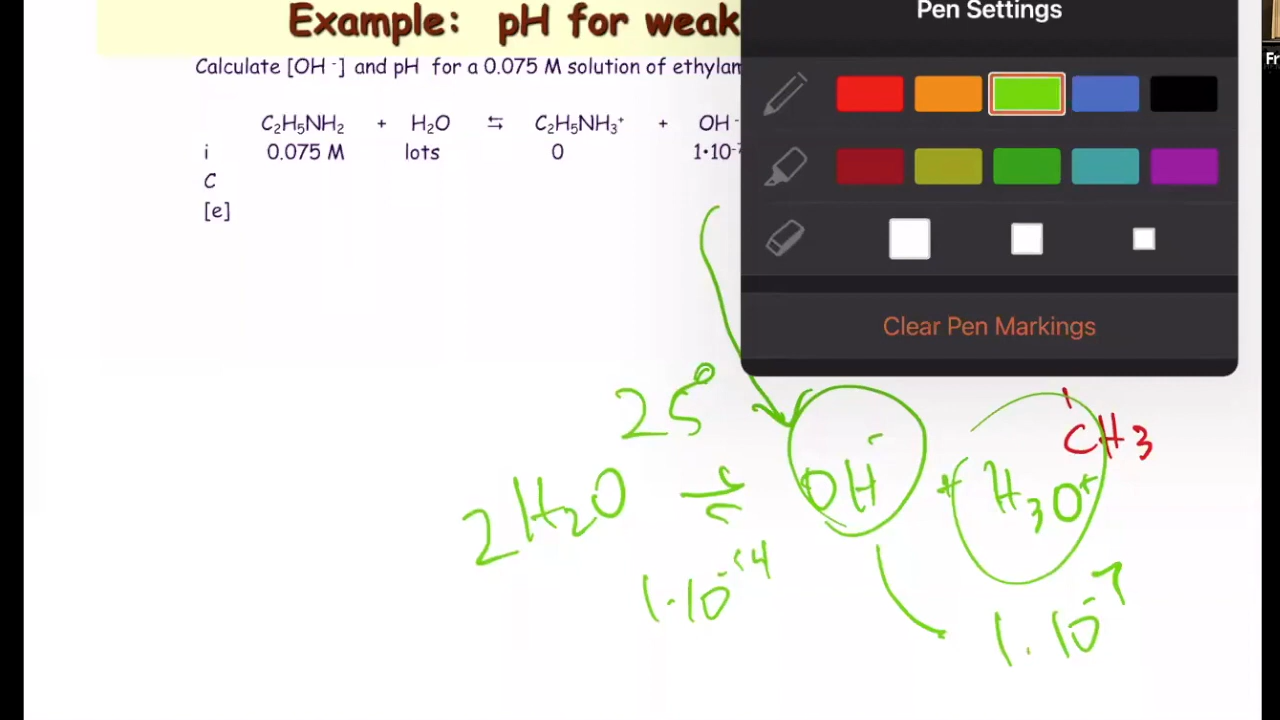 Example: pH for weak
Pen Settings
Fr
Calculate [OH⁻] and pH for a 0.075 M solution of ethylam
C₂H₅NH₂ + H₂O ⇆ C₂H₅NH₃⁺ + OH⁻
i 0.075 M lots 0 1•10⁻⁷
C
[e]
Clear Pen Markings
25°
CH3
2H₂O ⇌ OH⁻ + H₃O⁺
1·10⁻¹⁴
1·10⁻⁷